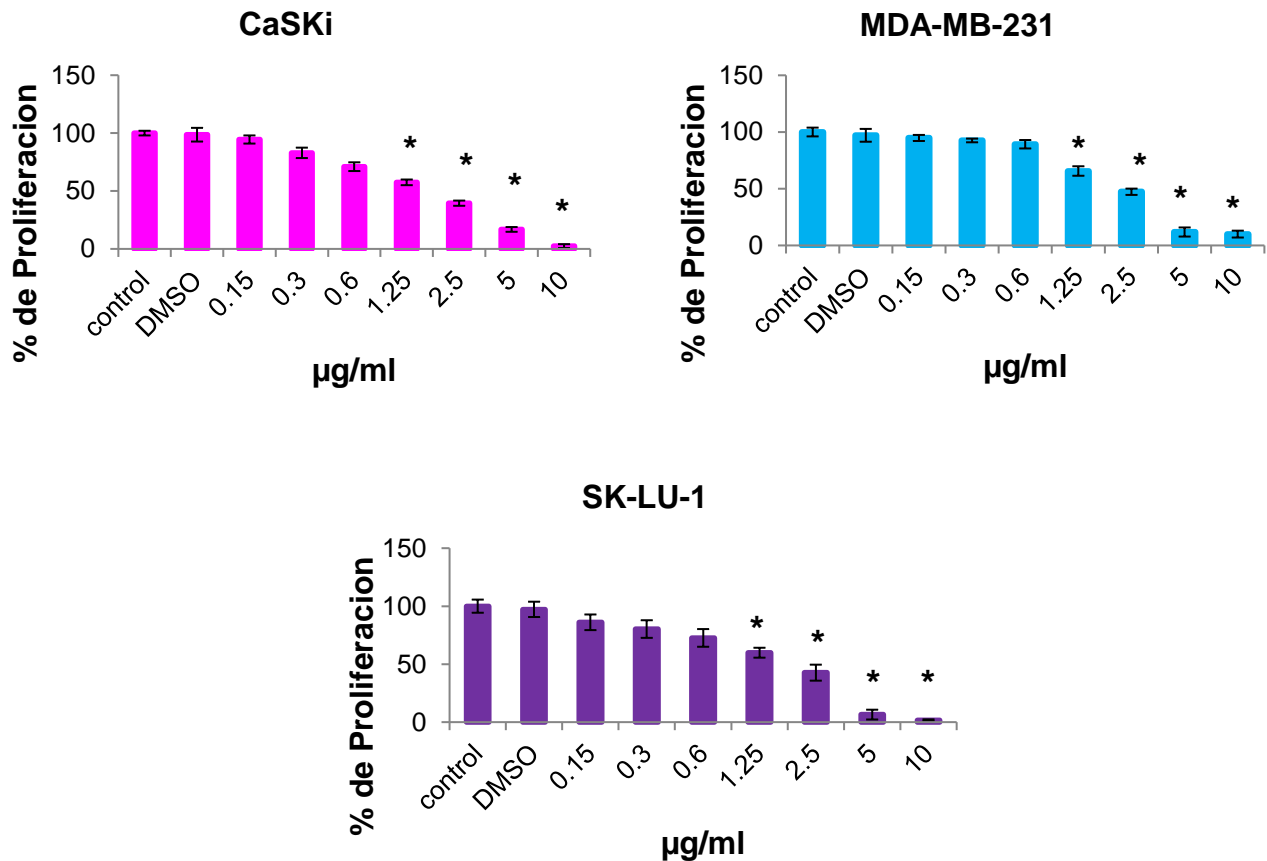 CaSKi
% de Proliferacion
150
100
50
0
* * * *
control DMSO 0.15 0.3 0.6 1.25 2.5 5 10
µg/ml
MDA-MB-231
% de Proliferacion
150
100
50
0
* * * *
control DMSO 0.15 0.3 0.6 1.25 2.5 5 10
µg/ml
SK-LU-1
% de Proliferacion
150
100
50
0
* * * *
control DMSO 0.15 0.3 0.6 1.25 2.5 5 10
µg/ml